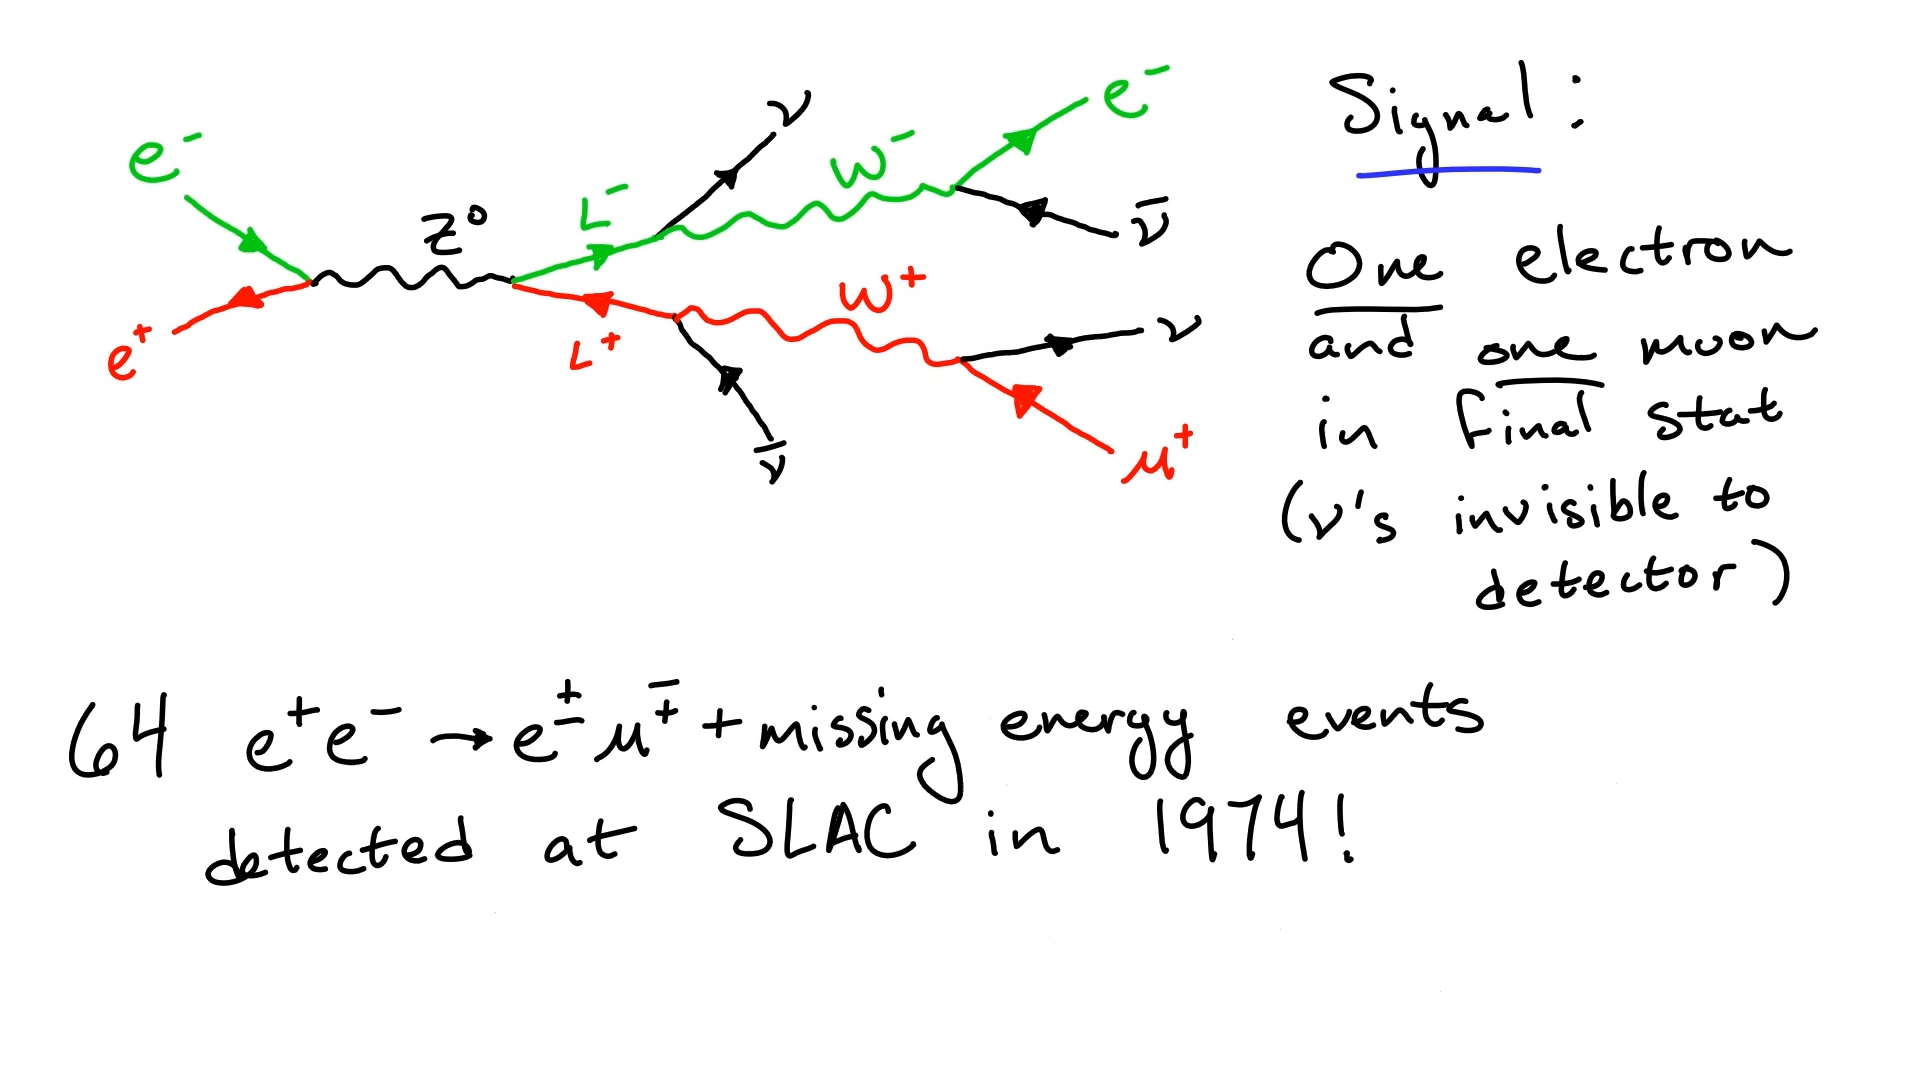 e⁻
e⁺
Z⁰
L⁻
L⁺
ν
ν̅
W⁻
W⁺
e⁻
ν̅
ν
μ⁺
Signal:
One electron
and one muon
in final stat
(ν's invisible to
detector)
64 e⁺e⁻ → e^± μ^∓ + missing energy events
detected at SLAC in 1974!